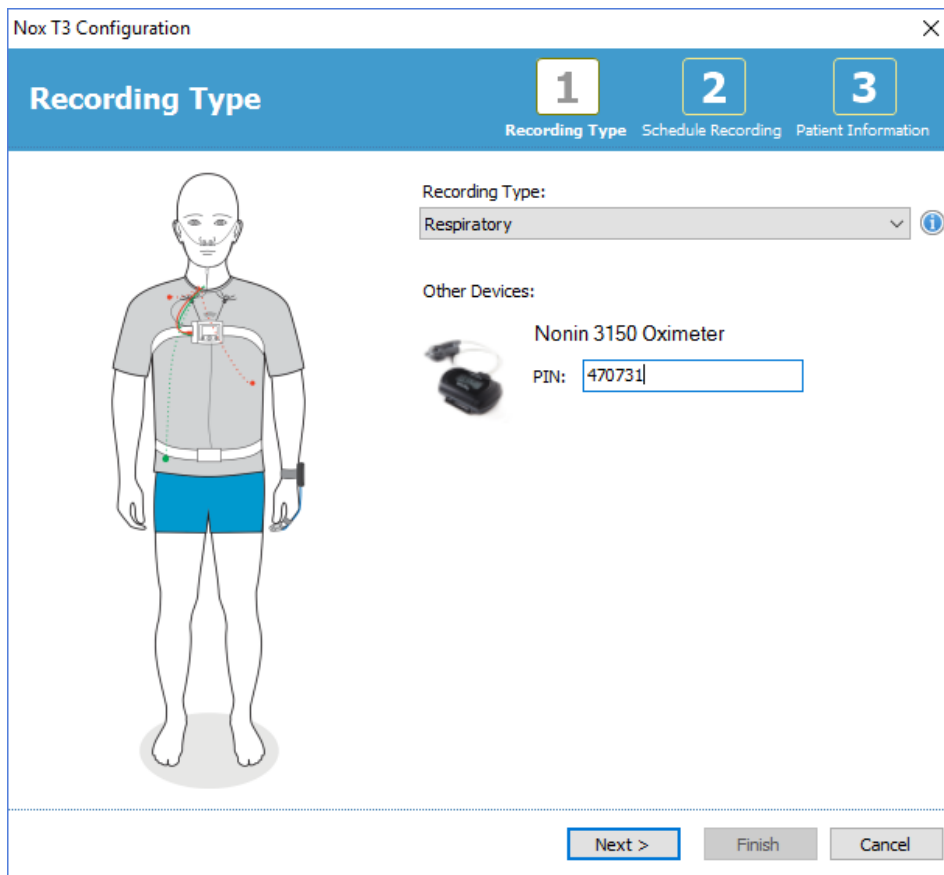 Nox T3 Configuration
Recording Type
1
Recording Type
2
Schedule Recording
3
Patient Information
Recording Type:
Respiratory
Other Devices:
Nonin 3150 Oximeter
PIN: 470731
Next >
Finish
Cancel